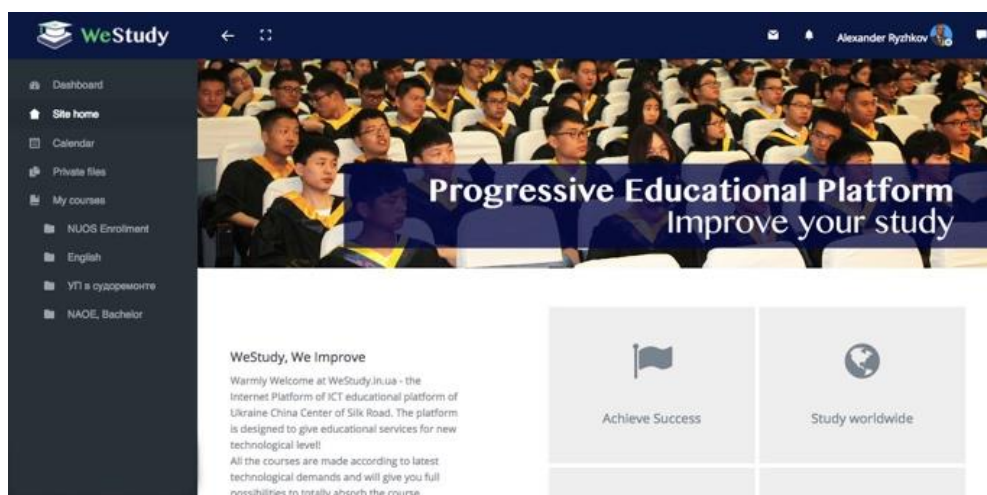 WeStudy
Alexander Ryzhkov
Dashboard
Site home
Calendar
Private files
My courses
NUOS Enrollment
English
УП в судоремонте
NAOE, Bachelor
Progressive Educational Platform
Improve your study
WeStudy, We Improve
Warmly Welcome at WeStudy.in.ua - the
Internet Platform of ICT educational platform of
Ukraine China Center of Silk Road. The platform
is designed to give educational services for new
technological level!
All the courses are made according to latest
technological demands and will give you full
possibilities to totally absorb the course
Achieve Success
Study worldwide